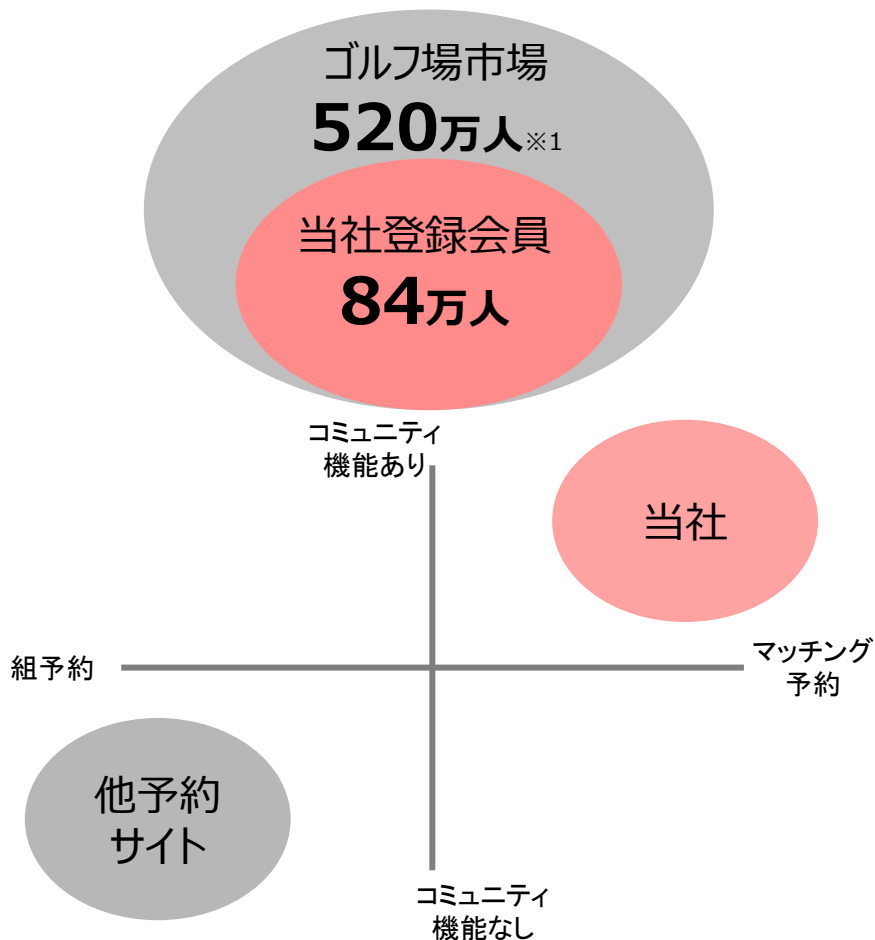 ゴルフ場市場
520万人※1
当社登録会員
84万人
コミュニティ
機能あり
当社
組予約
マッチング
予約
他予約
サイト
コミュニティ
機能なし